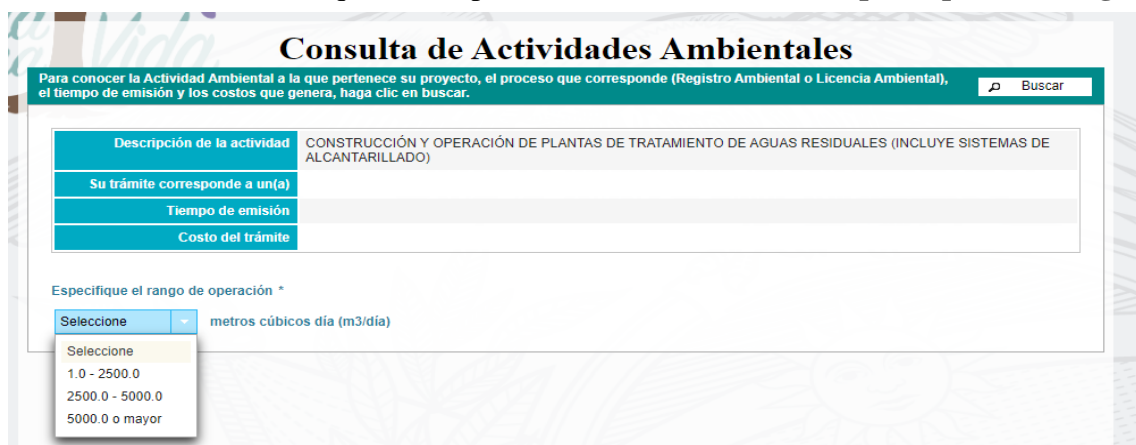 Vida
Consulta de Actividades Ambientales
Para conocer la Actividad Ambiental a la que pertenece su proyecto, el proceso que corresponde (Registro Ambiental o Licencia Ambiental),
el tiempo de emisión y los costos que genera, haga clic en buscar.
Buscar
Descripción de la actividad
CONSTRUCCIÓN Y OPERACIÓN DE PLANTAS DE TRATAMIENTO DE AGUAS RESIDUALES (INCLUYE SISTEMAS DE
ALCANTARILLADO)
Su trámite corresponde a un(a)
Tiempo de emisión
Costo del trámite
Especifique el rango de operación *
Seleccione
metros cúbicos día (m3/día)
Seleccione
1.0 - 2500.0
2500.0 - 5000.0
5000.0 o mayor